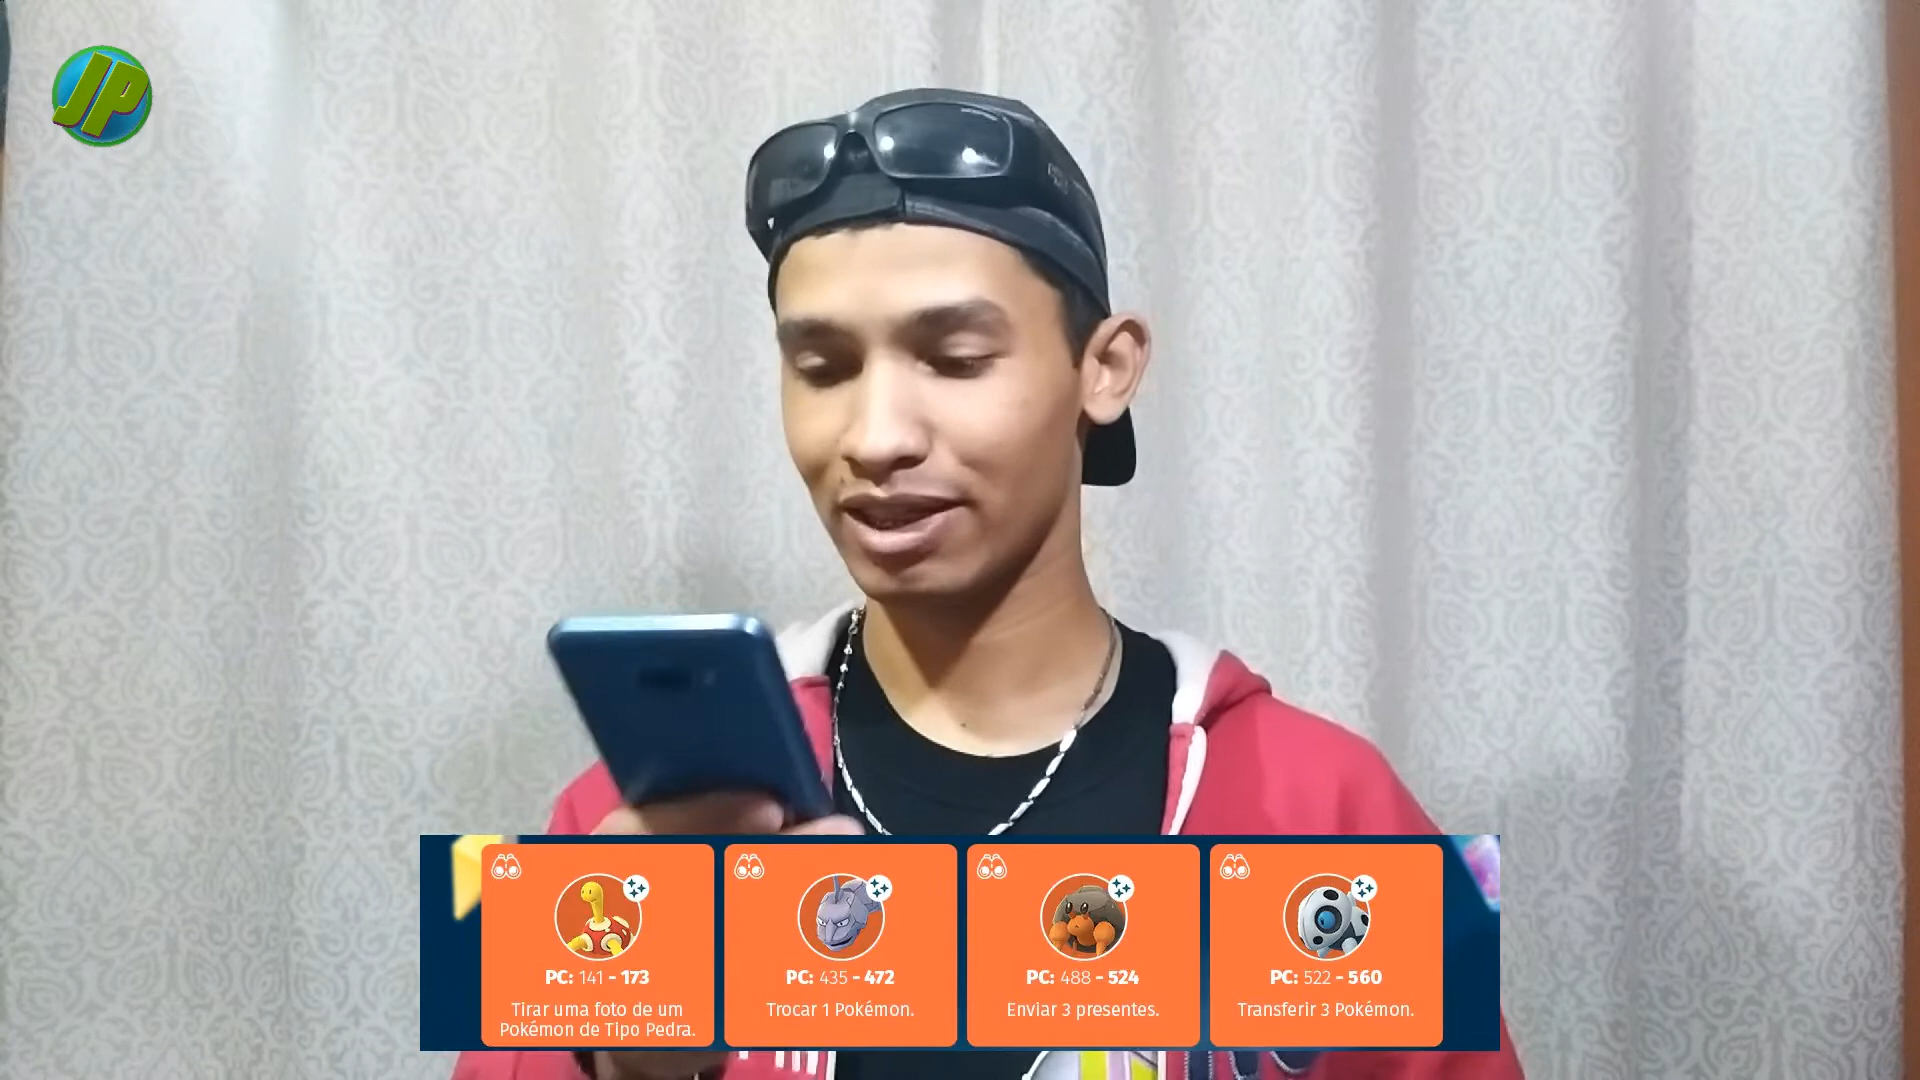 JP
PC: 141 - 173
Tirar uma foto de um
Pokémon de Tipo Pedra.
PC: 435 - 472
Trocar 1 Pokémon.
PC: 488 - 524
Enviar 3 presentes.
PC: 522 - 560
Transferir 3 Pokémon.